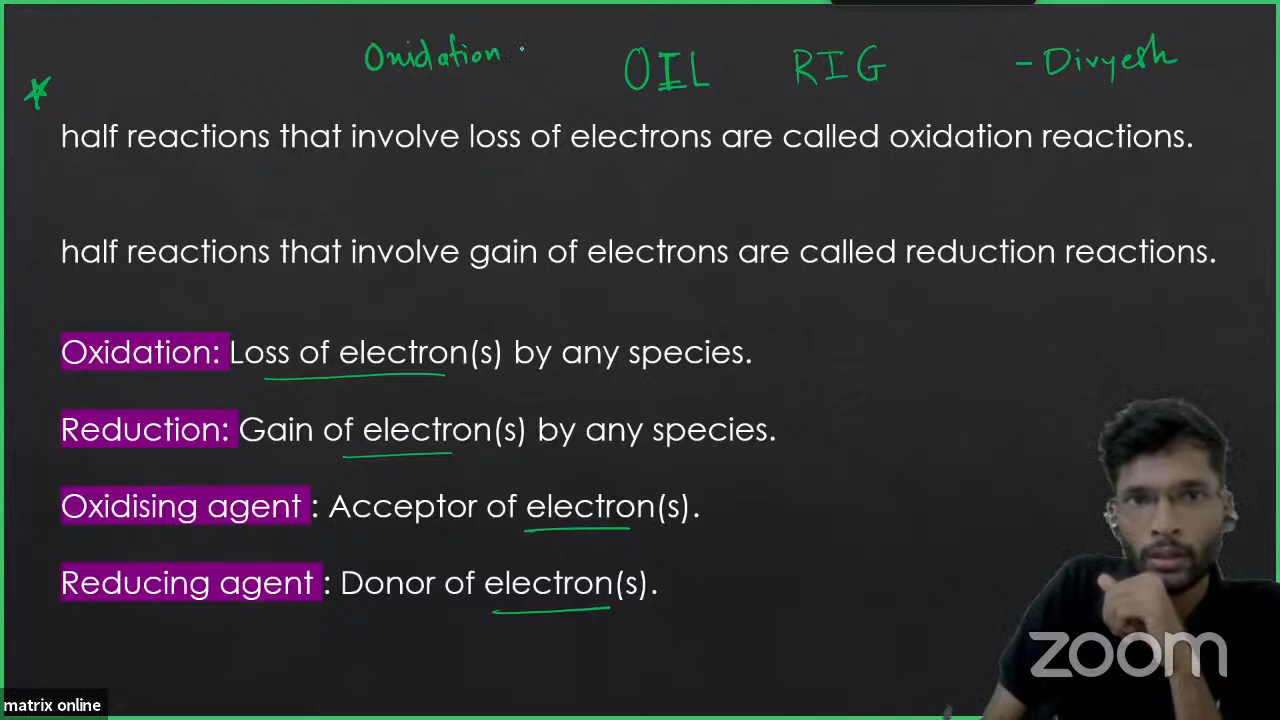 Oxidation OIL RIG - Divyesh
half reactions that involve loss of electrons are called oxidation reactions.
half reactions that involve gain of electrons are called reduction reactions.
Oxidation: Loss of electron(s) by any species.
Reduction: Gain of electron(s) by any species.
Oxidising agent : Acceptor of electron(s).
Reducing agent : Donor of electron(s).
zoom
matrix online